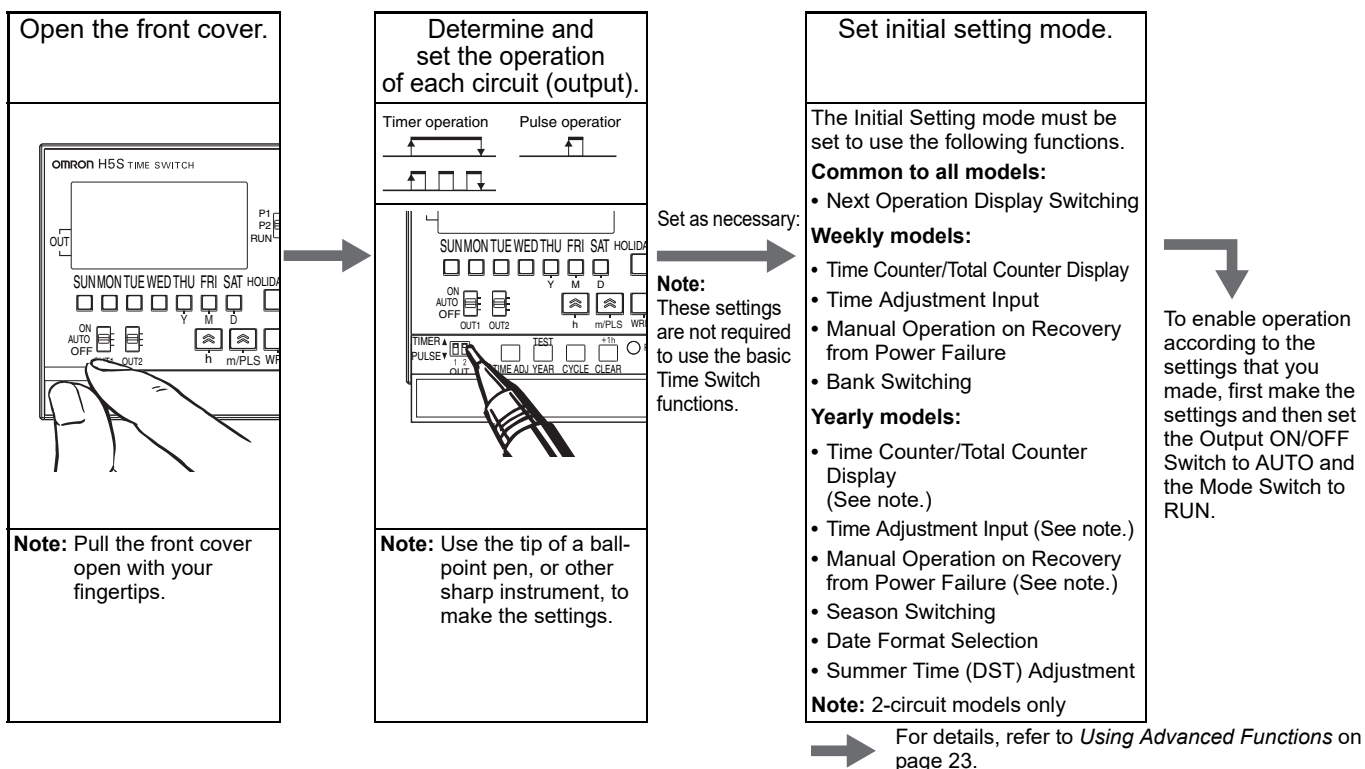 Open the front cover.
OMRON H5S TIME SWITCH
OUT
P1
P2
RUN
SUN MON TUE WED THU FRI SAT HOLIDA
Y M D
ON
AUTO
OFF
OUT1 OUT2
h m/PLS WR
Note: Pull the front cover
open with your
fingertips.
Determine and
set the operation
of each circuit (output).
Timer operation Pulse operatior
SUN MON TUE WED THU FRI SAT HOLIDA
Y M D
ON
AUTO
OFF
OUT1 OUT2
h m/PLS WRI
TIMER▲
PULSE▼
1 2
OUT
TEST
+1h
TIME ADJ YEAR CYCLE CLEAR
Note: Use the tip of a ball-
point pen, or other
sharp instrument, to
make the settings.
Set as necessary:
Note:
These settings
are not required
to use the basic
Time Switch
functions.
Set initial setting mode.
The Initial Setting mode must be
set to use the following functions.
Common to all models:
• Next Operation Display Switching
Weekly models:
• Time Counter/Total Counter Display
• Time Adjustment Input
• Manual Operation on Recovery
from Power Failure
• Bank Switching
Yearly models:
• Time Counter/Total Counter
Display
(See note.)
• Time Adjustment Input (See note.)
• Manual Operation on Recovery
from Power Failure (See note.)
• Season Switching
• Date Format Selection
• Summer Time (DST) Adjustment
Note: 2-circuit models only
To enable operation
according to the
settings that you
made, first make the
settings and then set
the Output ON/OFF
Switch to AUTO and
the Mode Switch to
RUN.
For details, refer to Using Advanced Functions on
page 23.